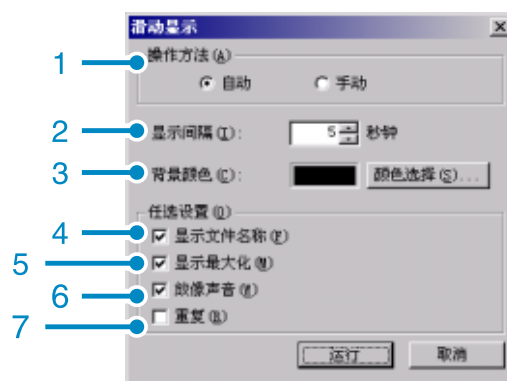 滑动显示
1 操作方法(A)
自动 手动
2 显示间隔(I): 5 秒钟
3 背景颜色(C): 颜色选择(S)...
任选设置(O)
4 显示文件名称(F)
5 显示最大化(M)
6 放像声音(V)
7 重复(R)
运行 取消